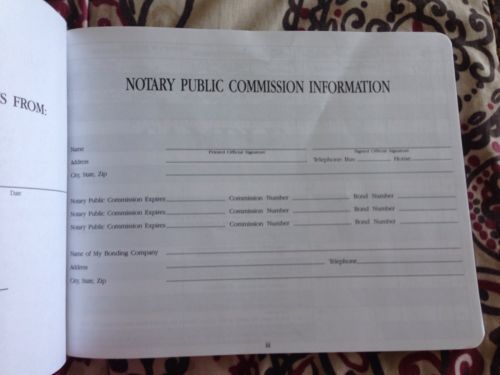 S FROM:
Date
NOTARY PUBLIC COMMISSION INFORMATION
Name
Printed Official Signature Signed Official Signature
Address Telephone: Bus. Home
City, State, Zip
Notary Public Commission Expires Commission Number Bond Number
Notary Public Commission Expires Commission Number Bond Number
Notary Public Commission Expires Commission Number Bond Number
Name of My Bonding Company
Address Telephone
City, State, Zip
iii